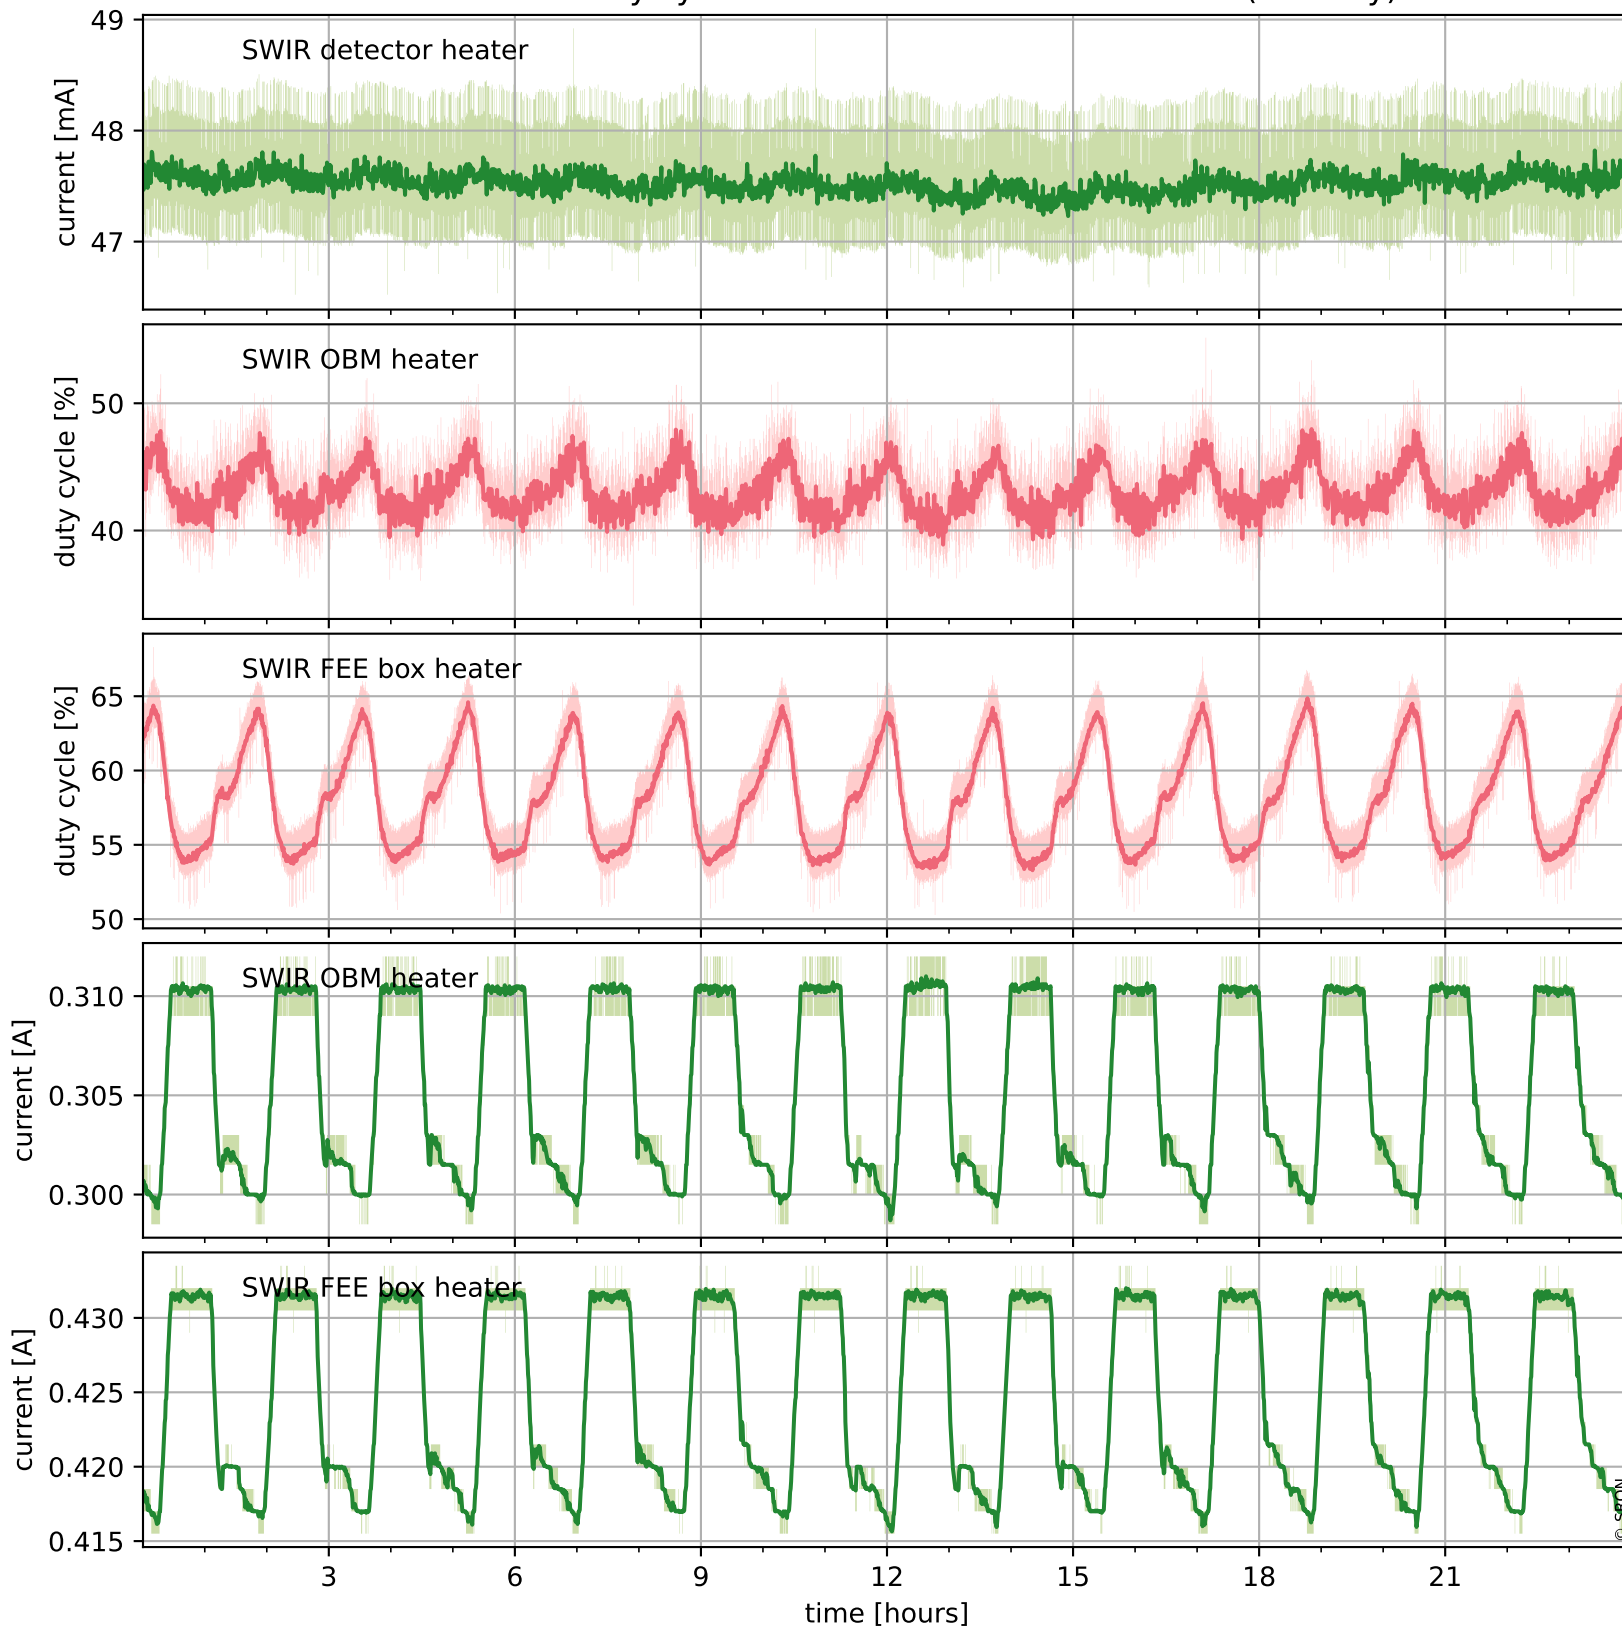 49
SWIR detector heater
48
47
current [mA]
SWIR OBM heater
50
40
duty cycle [%]
SWIR FEE box heater
65
60
55
50
duty cycle [%]
SWIR OBM heater
0.310
0.305
0.300
current [A]
SWIR FEE box heater
0.430
0.425
0.420
0.415
current [A]
© SRON
3 6 9 12 15 18 21
time [hours]